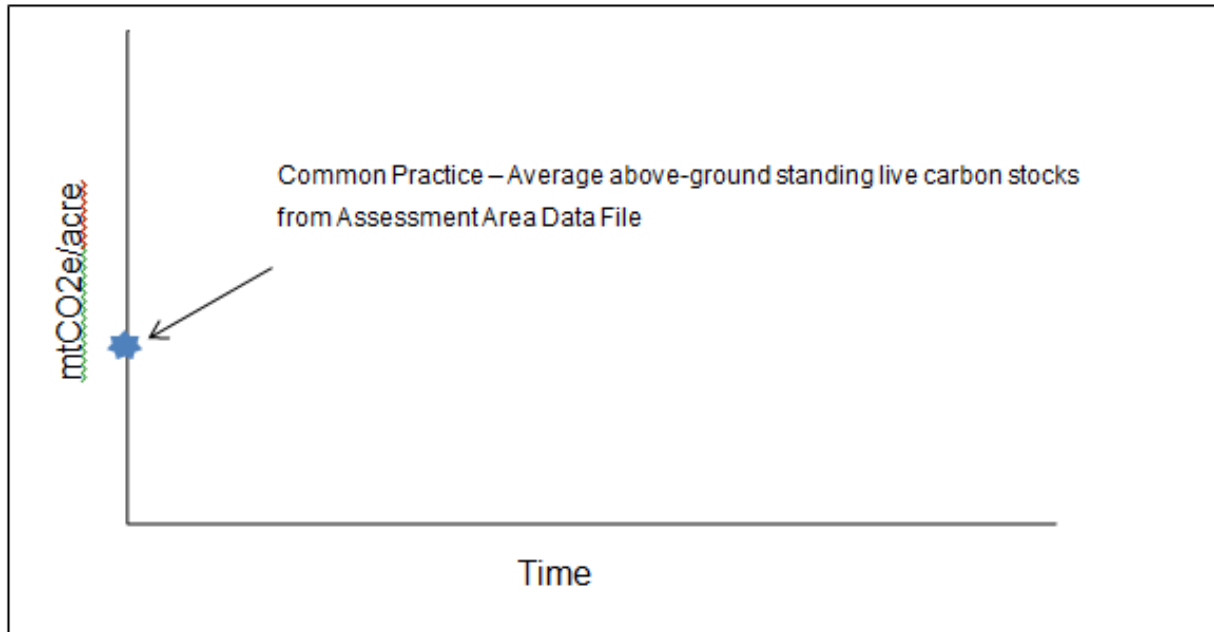 Common Practice – Average above-ground standing live carbon stocks
from Assessment Area Data File
mtCO2e/acre
Time